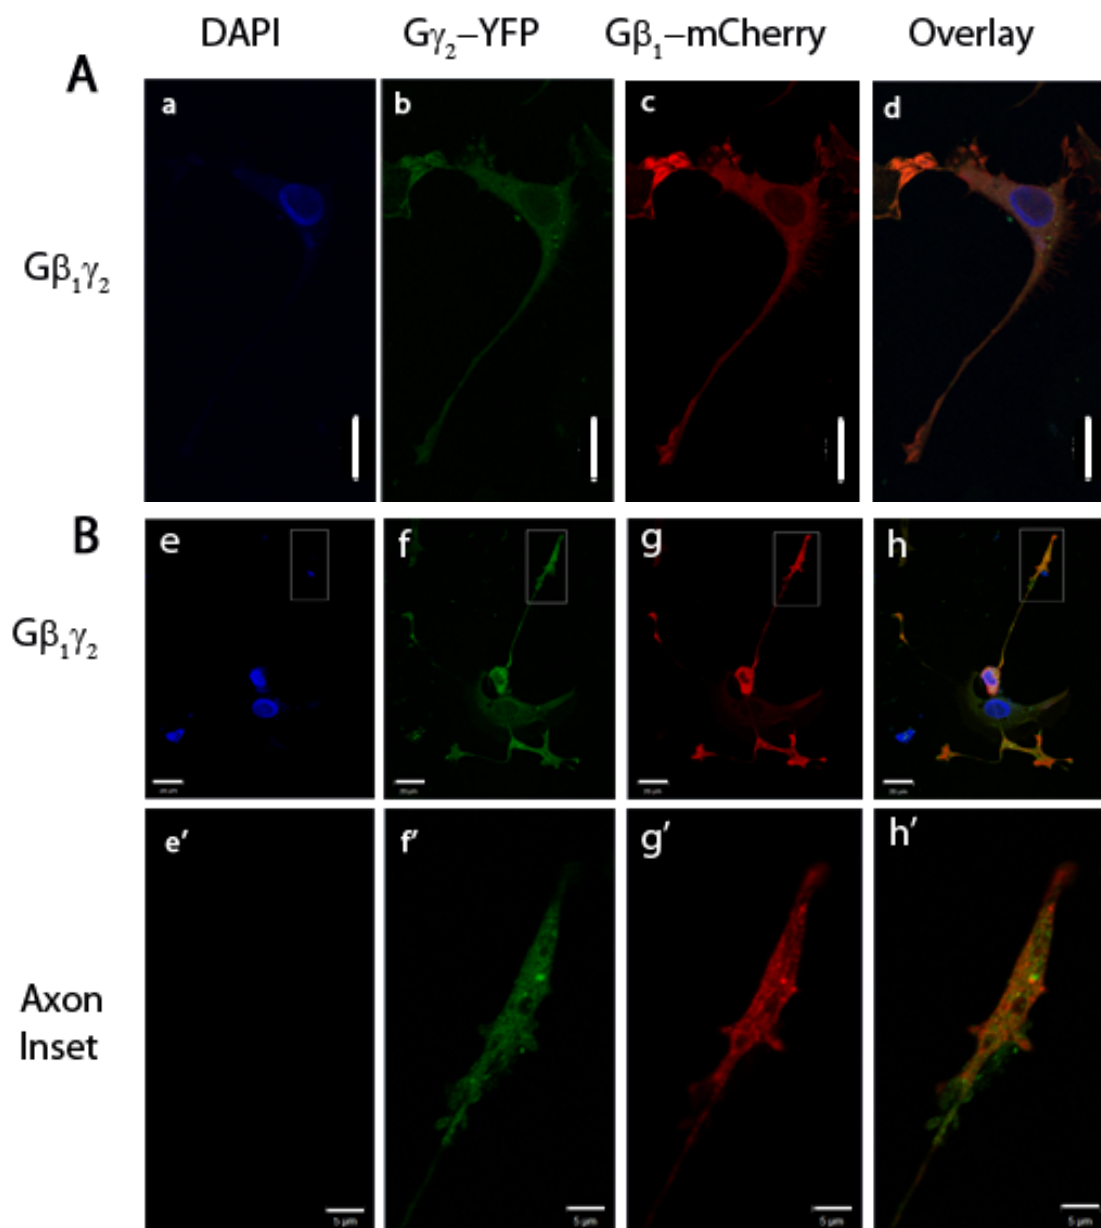 DAPI Gγ₂–YFP Gβ₁–mCherry Overlay
A
a b c d
Gβ₁γ₂
B
e f g h
Gβ₁γ₂
e' f' g' h'
Axon
Inset
5 µm 5 µm 5 µm 5 µm